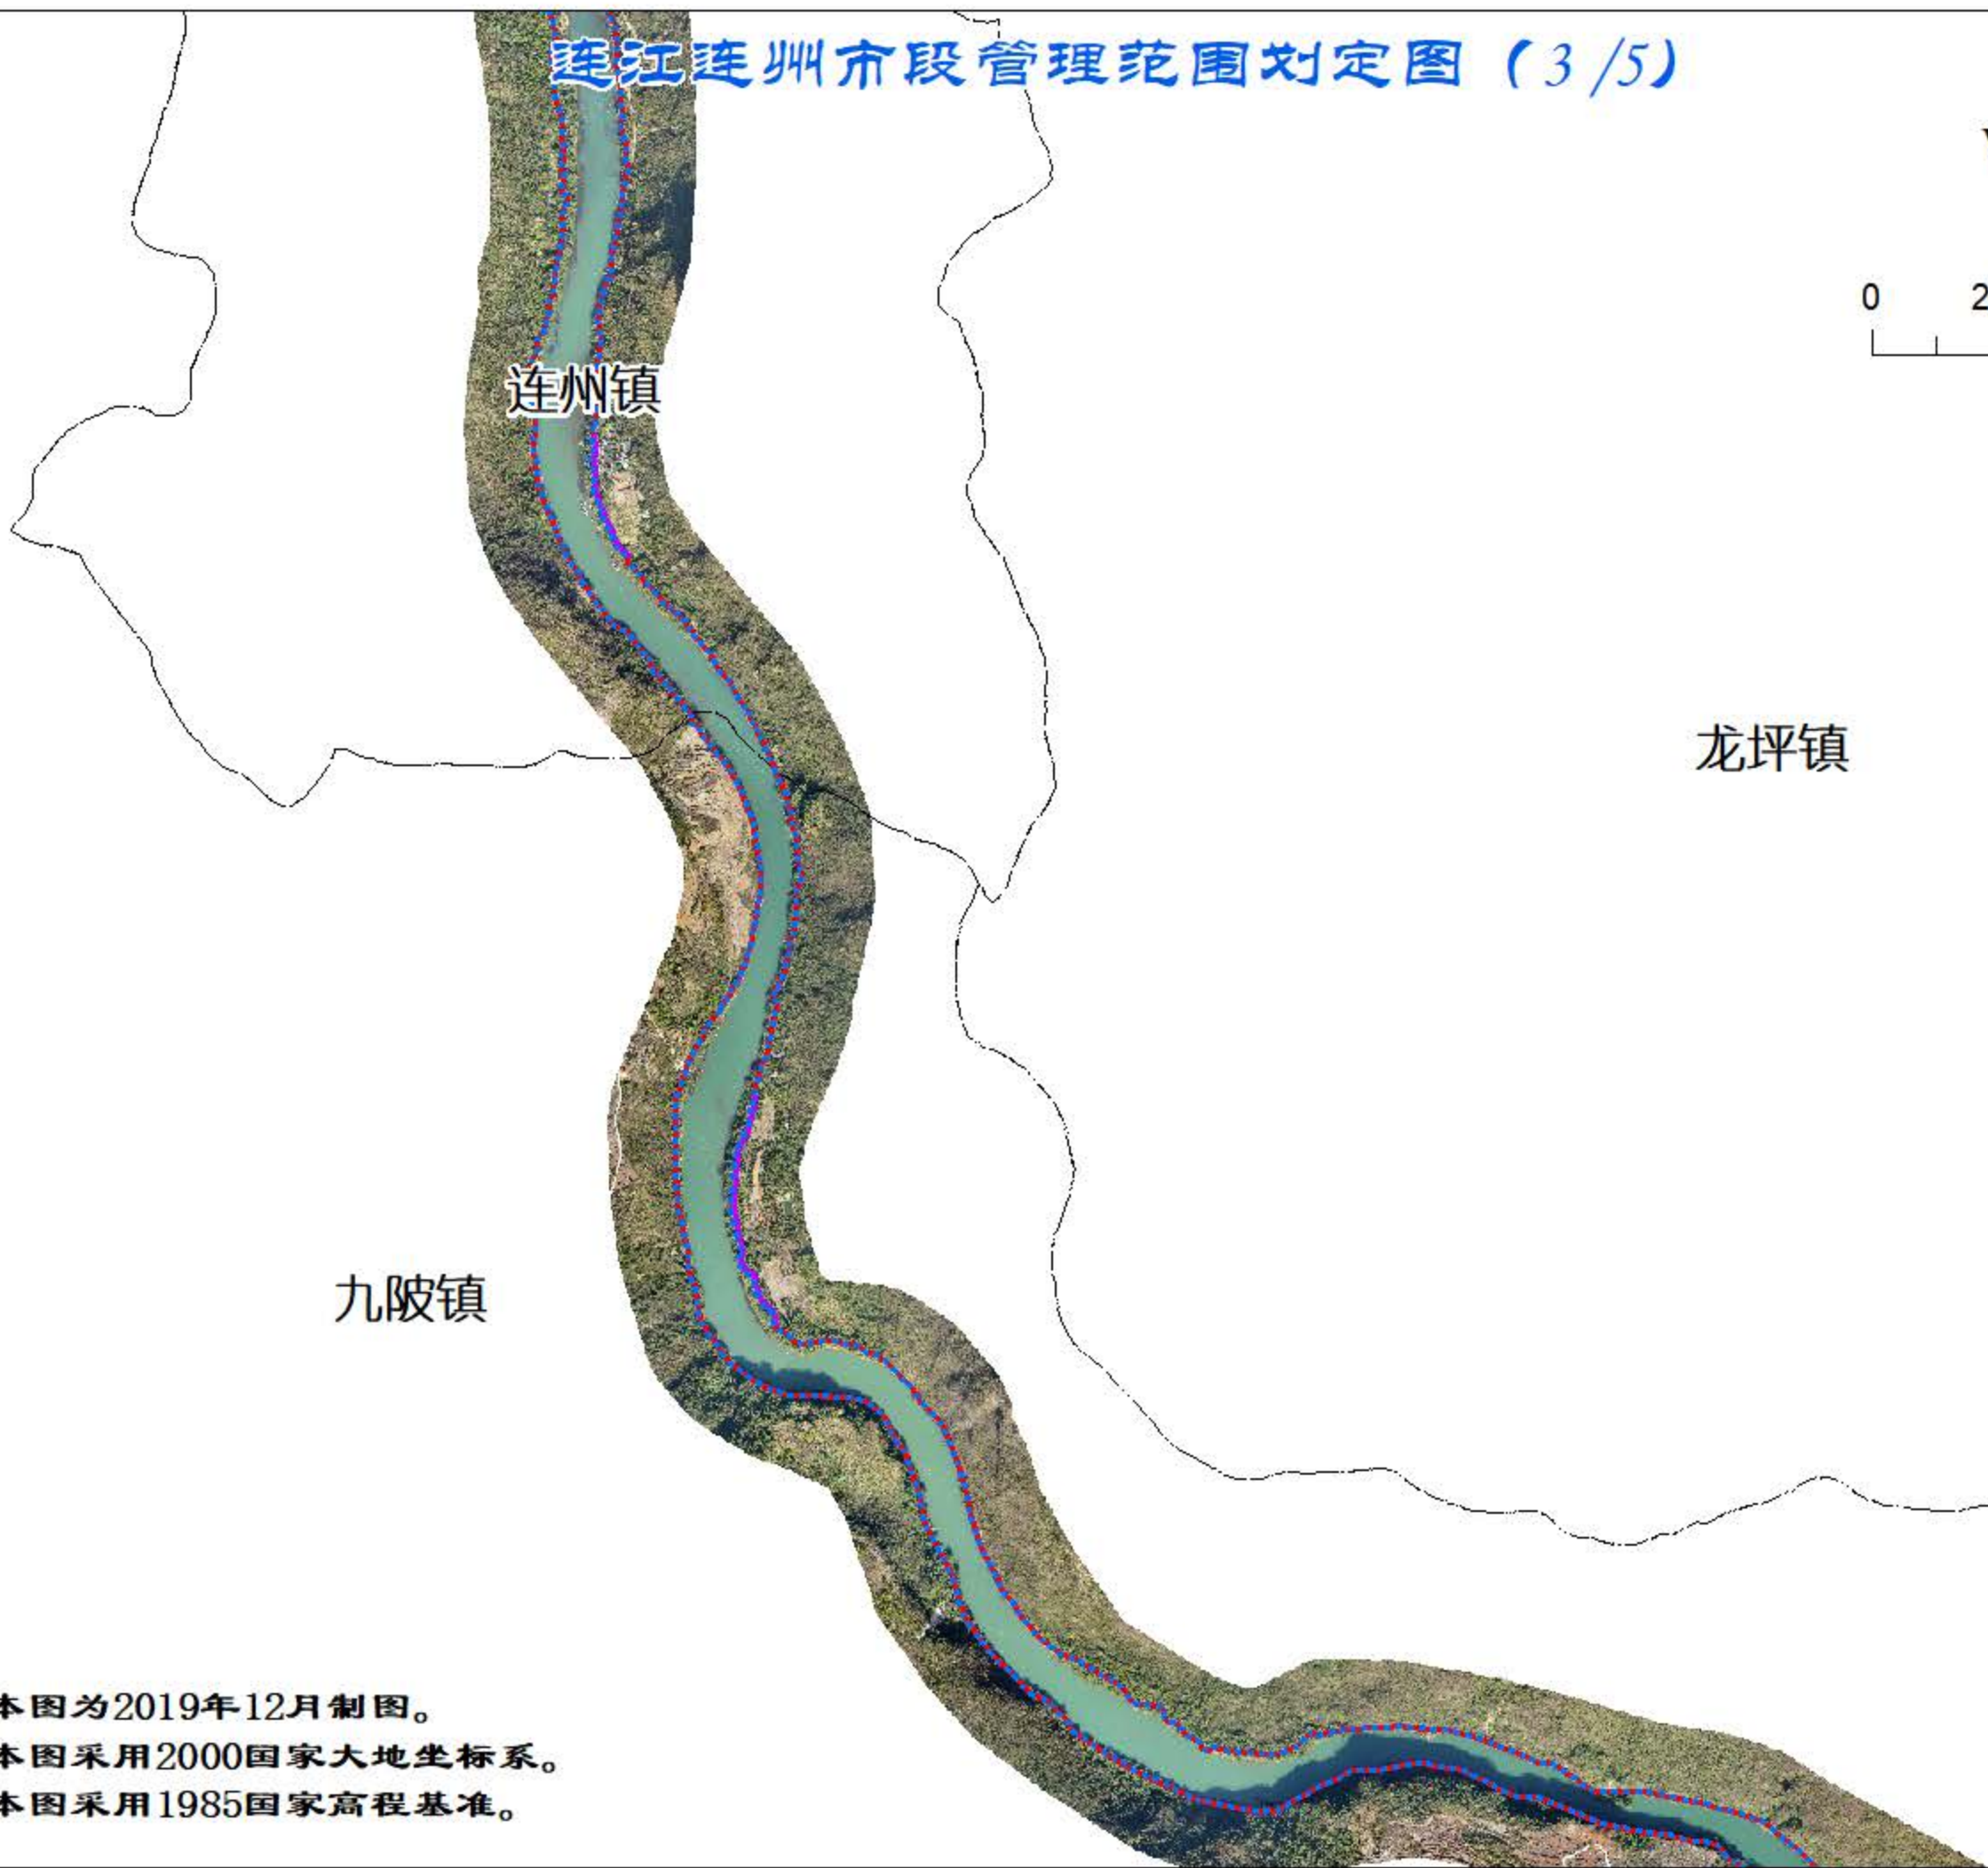 连江连州市段管理范围划定图（3/5）
0 2
连州镇
龙坪镇
九陂镇
本图为2019年12月制图。
本图采用2000国家大地坐标系。
本图采用1985国家高程基准。